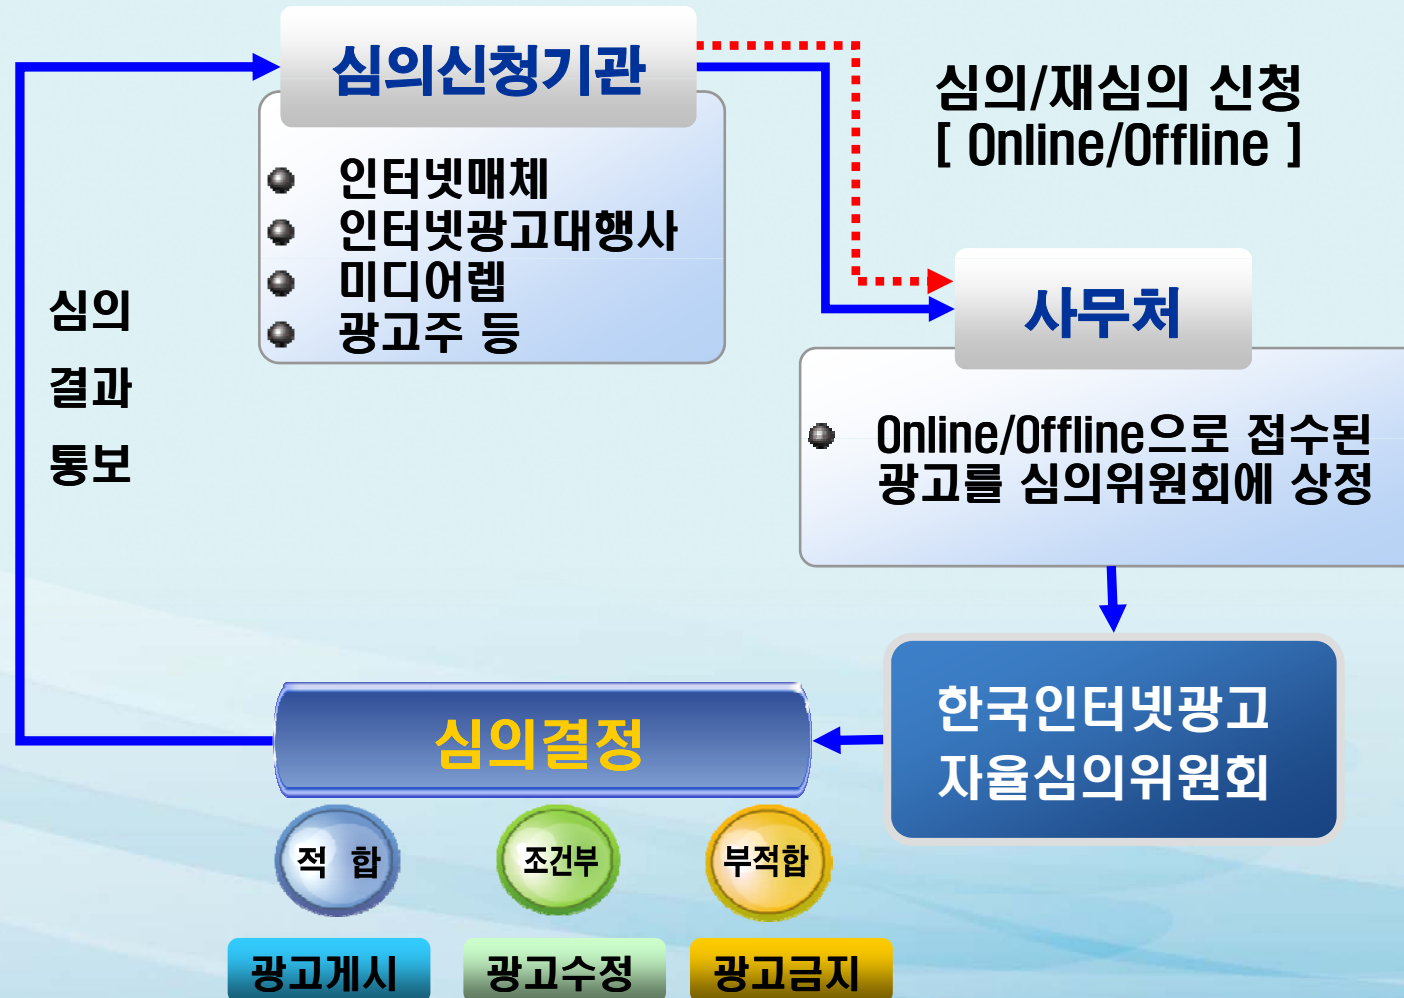 심의신청기관
인터넷매체
인터넷광고대행사
미디어렙
광고주 등
심의/재심의 신청
[ Online/Offline ]
사무처
Online/Offline으로 접수된
광고를 심의위원회에 상정
심의
결과
통보
한국인터넷광고
자율심의위원회
심의결정
적 합
조건부
부적합
광고게시
광고수정
광고금지